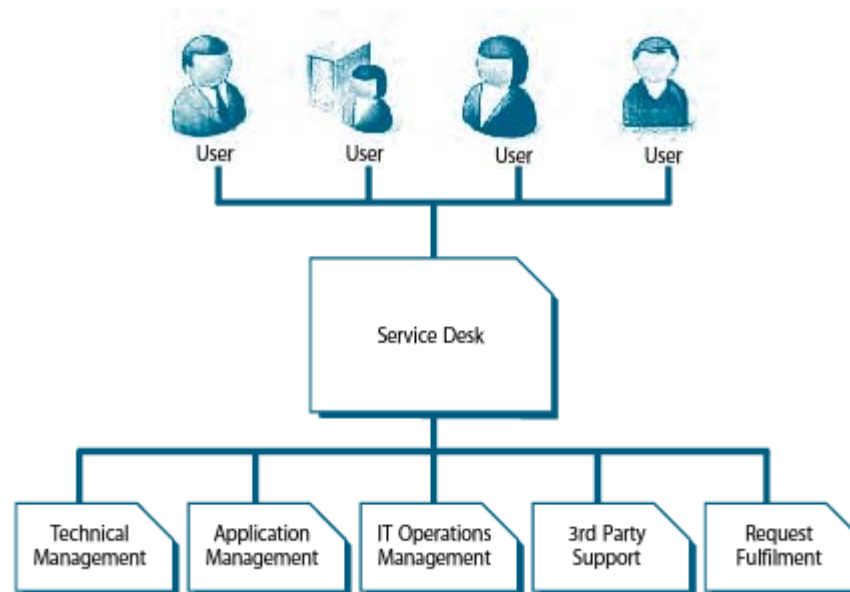 User
User
User
User
Service Desk
Technical
Management
Application
Management
IT Operations
Management
3rd Party
Support
Request
Fulfilment